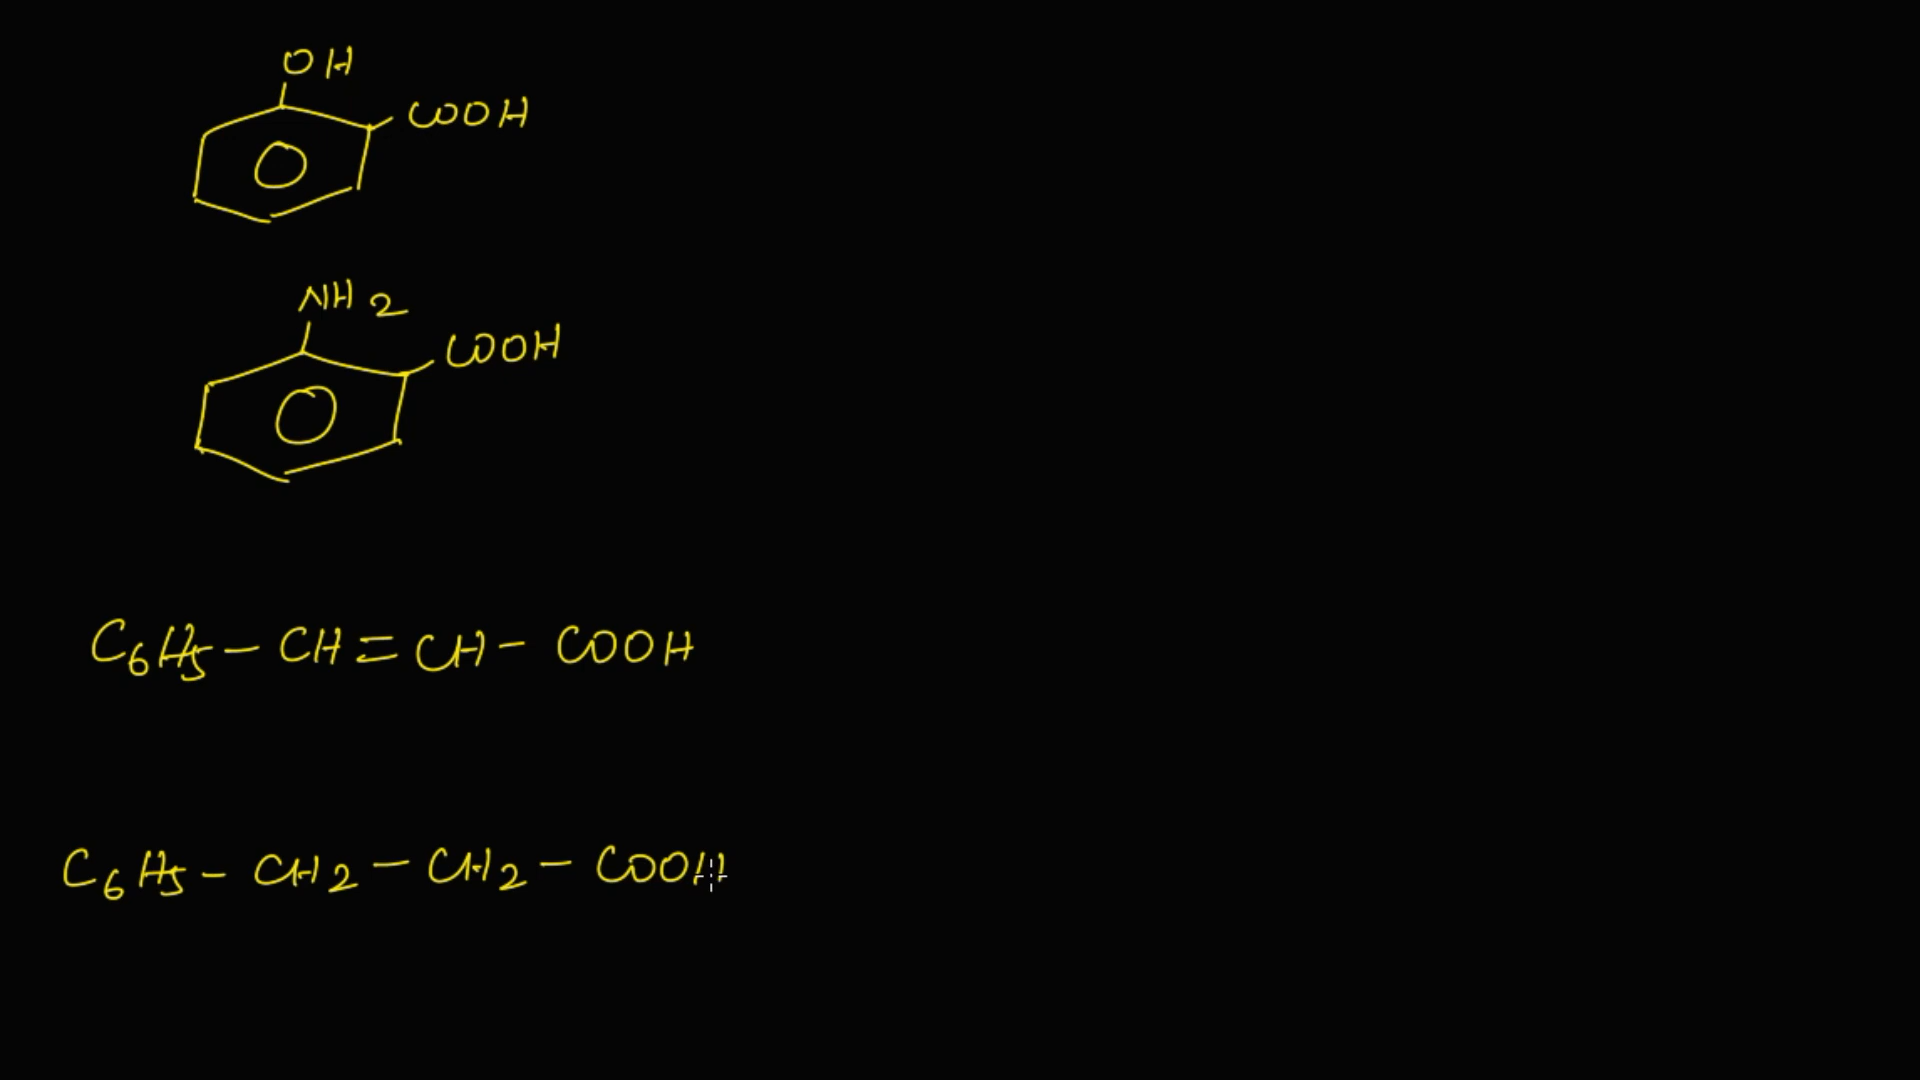 OH
COOH
NH2
COOH
C6H5 - CH = CH - COOH
C6H5 - CH2 - CH2 - COOH